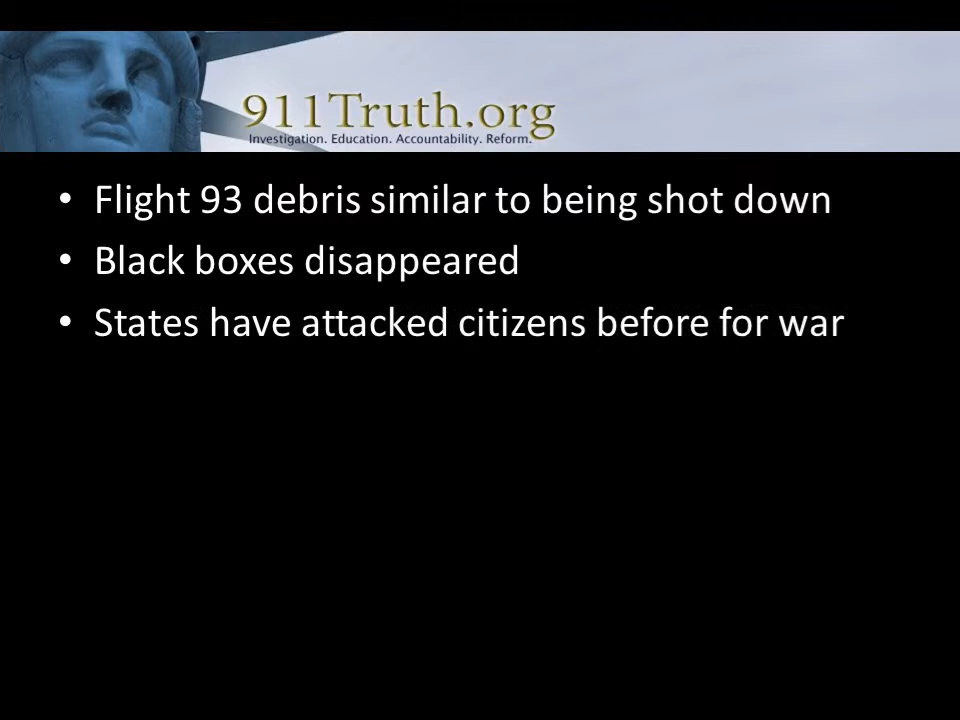 911Truth.org
Investigation. Education. Accountability. Reform.
• Flight 93 debris similar to being shot down
• Black boxes disappeared
• States have attacked citizens before for war